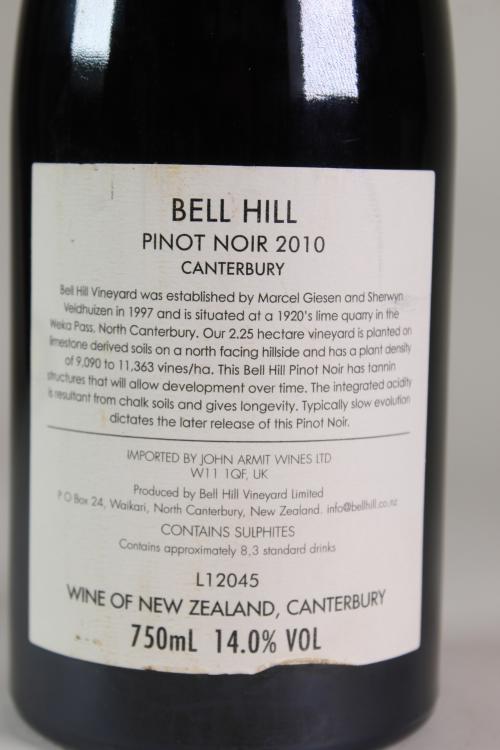 BELL HILL
PINOT NOIR 2010
CANTERBURY
Bell Hill Vineyard was established by Marcel Giesen and Sherwyn
Veldhuizen in 1997 and is situated at a 1920's lime quarry in the
Weka Pass, North Canterbury. Our 2.25 hectare vineyard is planted on
limestone derived soils on a north facing hillside and has a plant density
of 9,090 to 11,363 vines/ha. This Bell Hill Pinot Noir has tannin
structures that will allow development over time. The integrated acidity
is resultant from chalk soils and gives longevity. Typically slow evolution
dictates the later release of this Pinot Noir.
IMPORTED BY JOHN ARMIT WINES LTD
W11 1QF, UK
Produced by Bell Hill Vineyard Limited
P O Box 24, Waikari, North Canterbury, New Zealand. info@bellhill.co.nz
CONTAINS SULPHITES
Contains approximately 8.3 standard drinks
L12045
WINE OF NEW ZEALAND, CANTERBURY
750mL 14.0% VOL